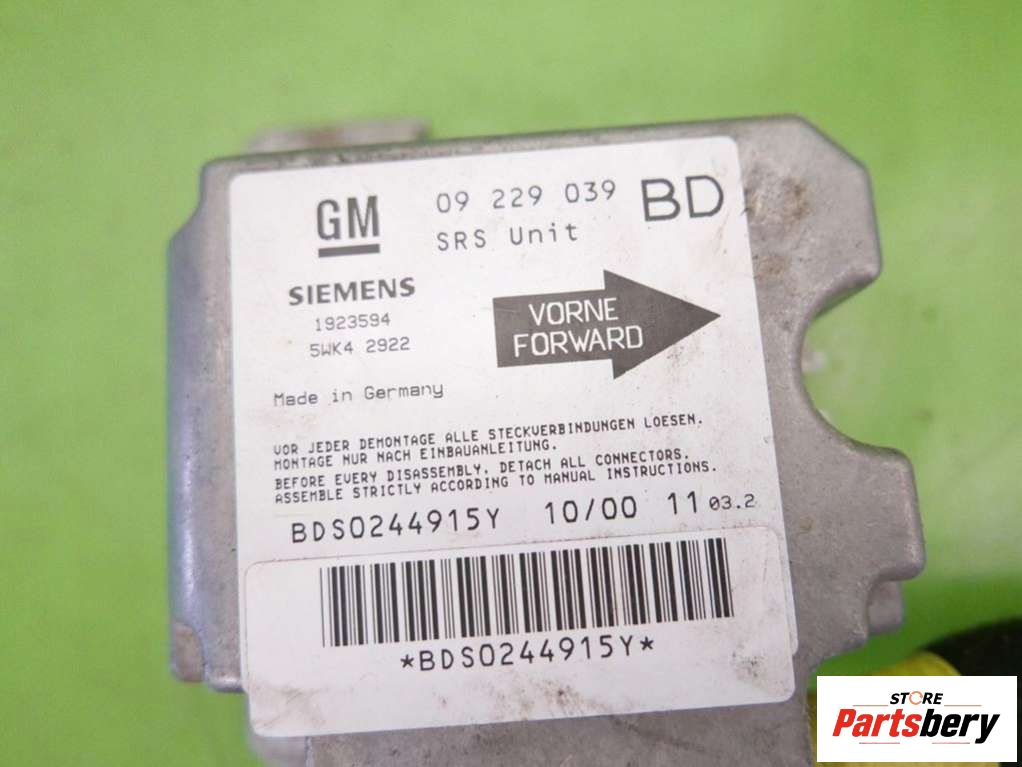 GM
09 229 039 BD
SRS Unit
SIEMENS
1923594
5WK4 2922
VORNE
FORWARD
Made in Germany
VOR JEDER DEMONTAGE ALLE STECKVERBINDUNGEN LOESEN.
MONTAGE NUR NACH EINBAUANLEITUNG.
BEFORE EVERY DISASSEMBLY, DETACH ALL CONNECTORS.
ASSEMBLE STRICTLY ACCORDING TO MANUAL INSTRUCTIONS.
BDS0244915Y 10/00 11 03.2
*BDS0244915Y*
STORE
Partsbery